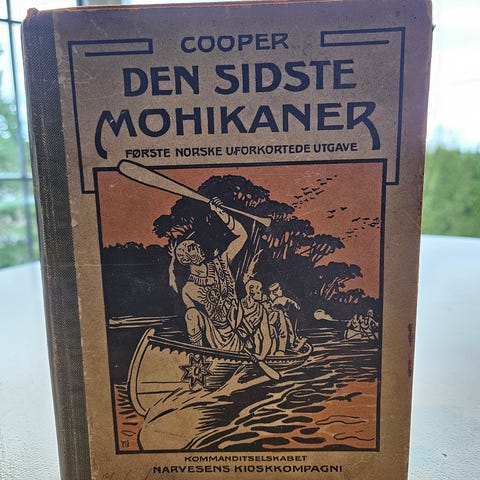 COOPER
DEN SIDSTE
MOHIKANER
FØRSTE NORSKE UFORKORTEDE UTGAVE
KOMMANDITSELSKABET
NARVESENS KIOSKKOMPAGNI